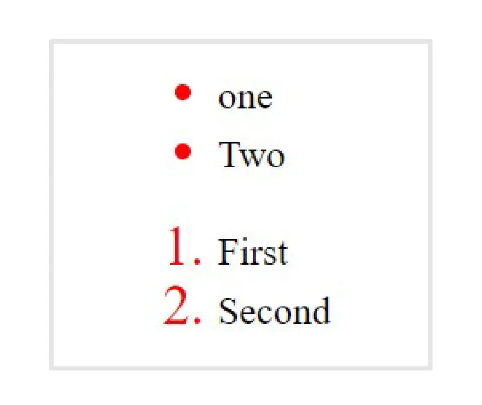 • one
• Two
1. First
2. Second